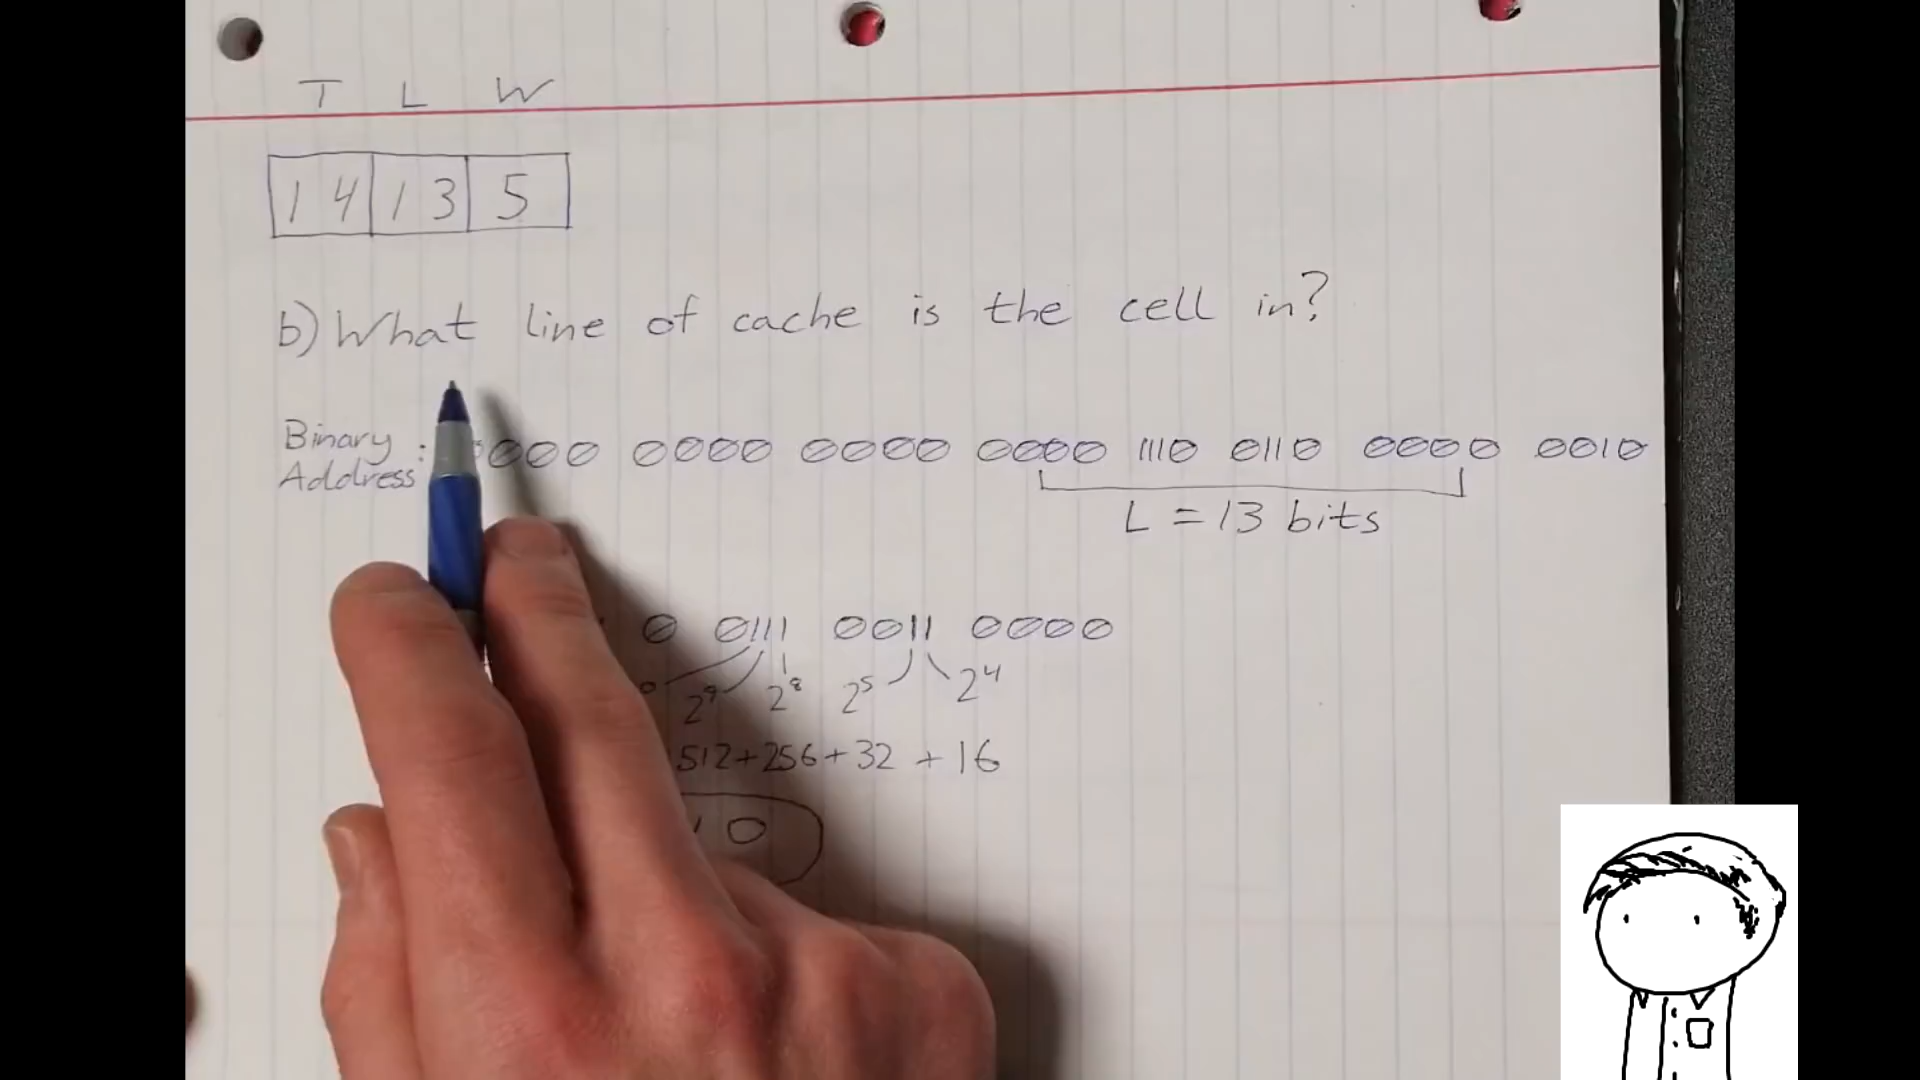 T L W
14 13 5
b) What line of cache is the cell in?
Binary Address: 000 0000 0000 0000 1110 0110 0000 0010
L = 13 bits
0 0111 0011 0000
2⁹ 2⁸ 2⁵ 2⁴
512+256+32 + 16
0